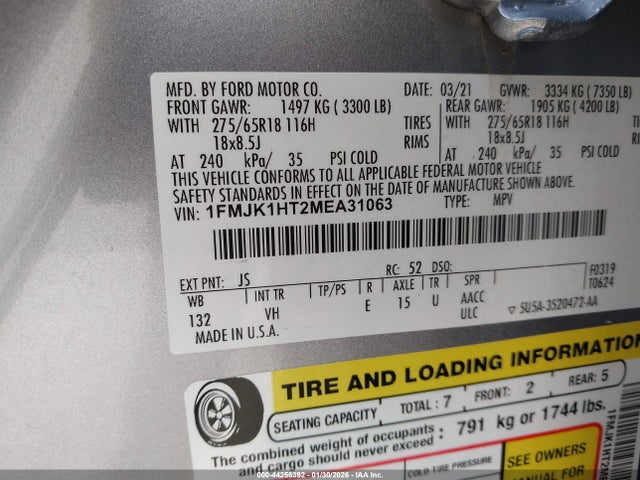 MFD. BY FORD MOTOR CO.
DATE: 03/21 GVWR: 3334 KG ( 7350 LB)
FRONT GAWR: 1497 KG ( 3300 LB)
REAR GAWR: 1905 KG ( 4200 LB)
WITH 275/65R18 116H TIRES
WITH 275/65R18 116H
18x8.5J RIMS
18x8.5J
AT 240 kPa/ 35 PSI COLD
AT 240 kPa/ 35 PSI COLD
THIS VEHICLE CONFORMS TO ALL APPLICABLE FEDERAL MOTOR VEHICLE
SAFETY STANDARDS IN EFFECT ON THE DATE OF MANUFACTURE SHOWN ABOVE.
VIN: 1FMJK1HT2MEA31063
TYPE: MPV
EXT PNT: JS RC: 52 DSO: F0319
T0624
WB INT TR TP/PS R AXLE TR SPR
132 VH E 15 U AACC
ULC
MADE IN U.S.A.
▽ SU5A-3520472-AA
TIRE AND LOADING INFORMATION
SEATING CAPACITY TOTAL : 7 FRONT: 2 REAR: 5
The combined weight of occupants
and cargo should never exceed : 791 kg or 1744 lbs.
COLD TIRE PRESSURE
SEE OWNERS
MANUAL FOR
1FMJK1HT2ME
000-44256392 - 01/30/2026 - IAA Inc.